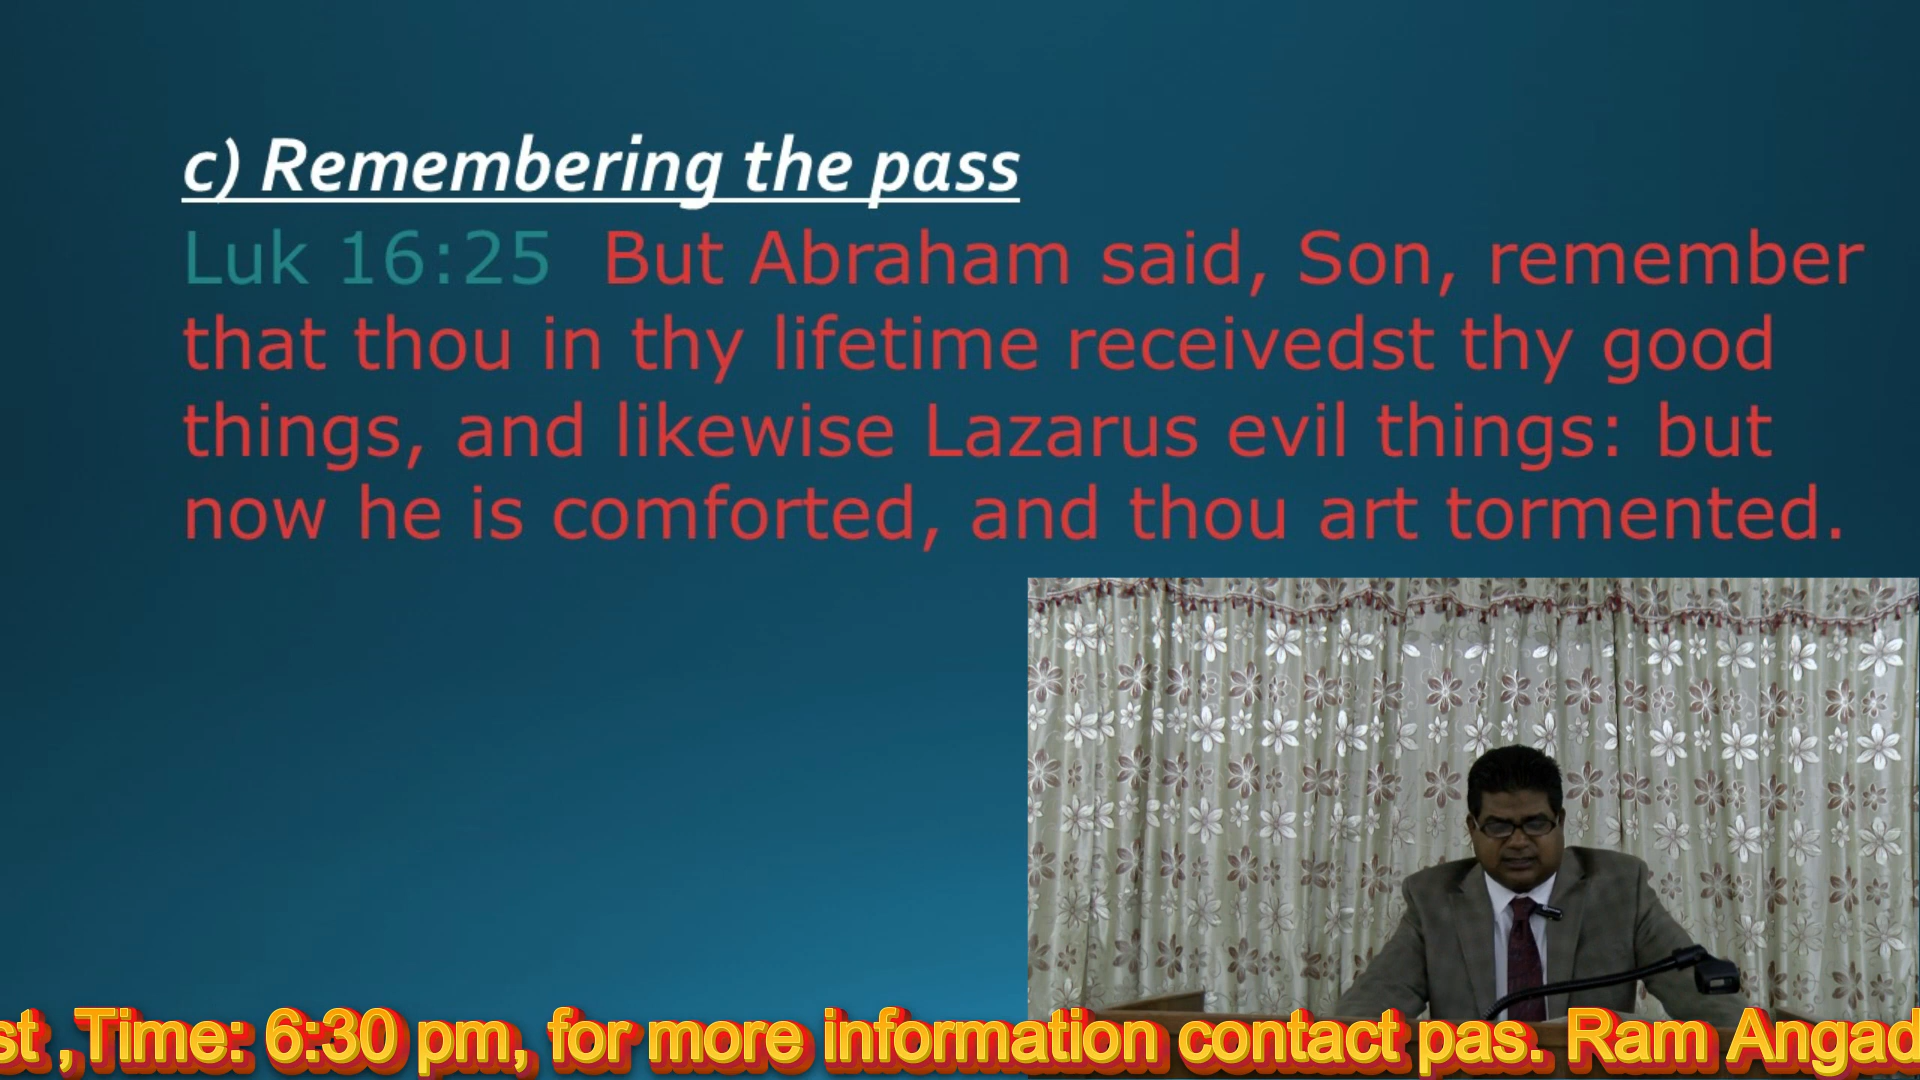 c) Remembering the pass
Luk 16:25 But Abraham said, Son, remember
that thou in thy lifetime receivedst thy good
things, and likewise Lazarus evil things: but
now he is comforted, and thou art tormented.
st ,Time: 6:30 pm, for more information contact pas. Ram Angad